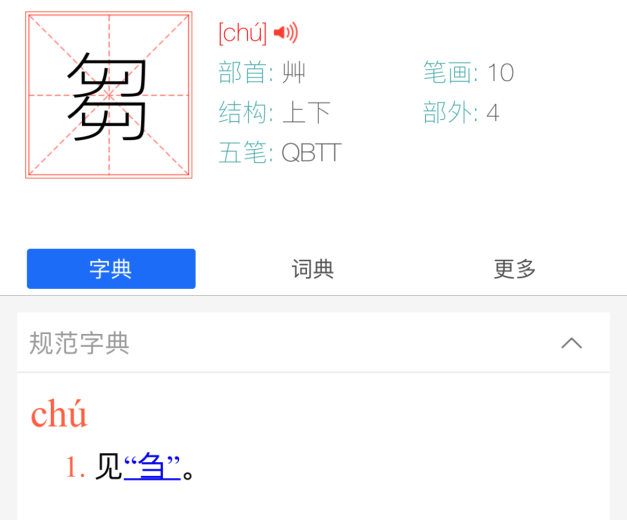 芻
[chú]
部首: 艸 笔画: 10
结构: 上下 部外: 4
五笔: QBTT
字典 词典 更多
规范字典
chú
1. 见“刍”。